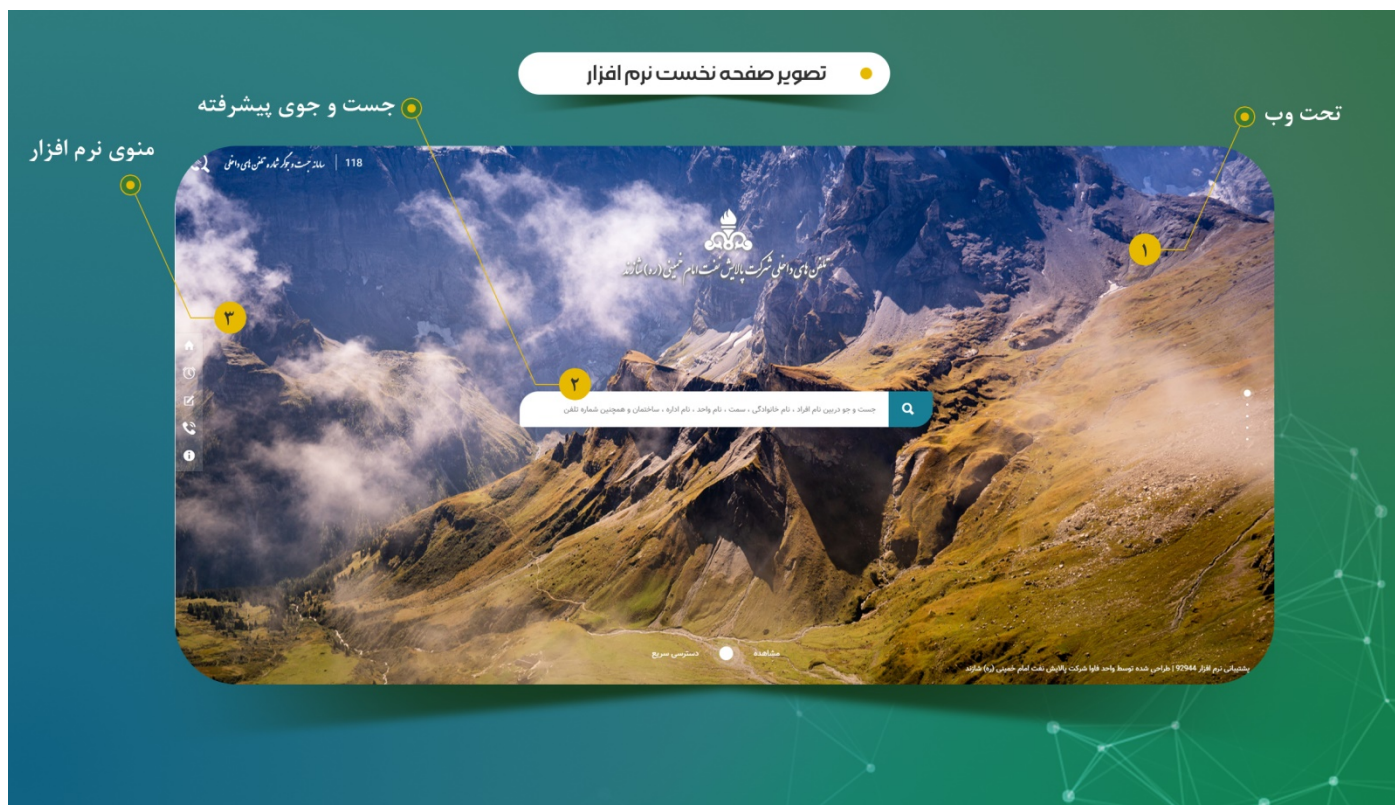 تصویر صفحه نخست نرم افزار
تحت وب
جست و جوی پیشرفته
منوی نرم افزار
118 | سامانه جست و جوگر شماره تلفن های داخلی
تلفن های داخلی شرکت پالایش نفت امام خمینی (ره) شازند
۱
۲
۳
جست و جو دربین نام افراد ، نام خانوادگی ، سمت ، نام واحد ، نام اداره ، ساختمان و همچنین شماره تلفن
مشاهده
دسترسی سریع
پشتیبانی نرم افزار 92944 | طراحی شده توسط واحد فاوا شرکت پالایش نفت امام خمینی (ره) شازند